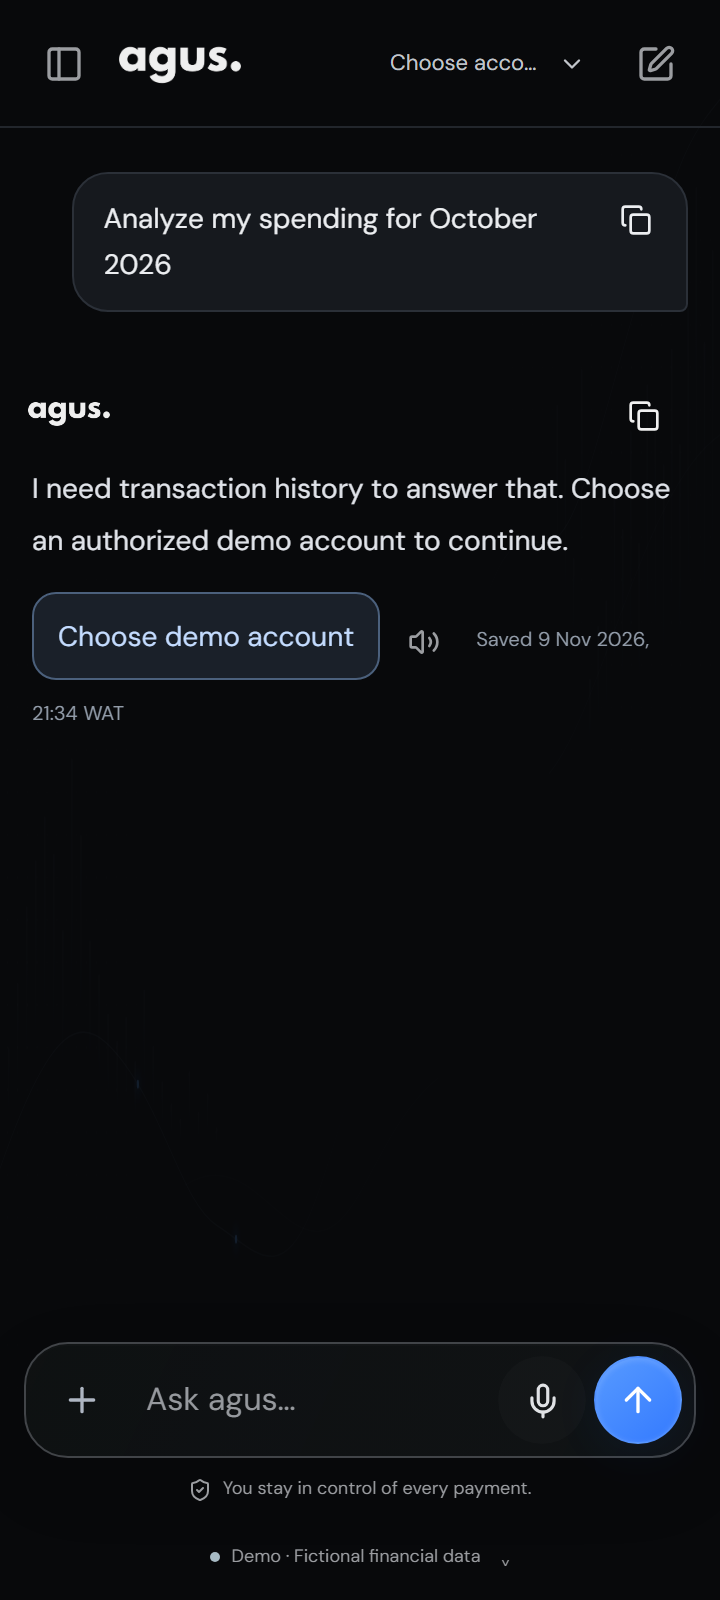 agus.
Choose acco...
Analyze my spending for October
2026
agus.
I need transaction history to answer that. Choose
an authorized demo account to continue.
Choose demo account
Saved 9 Nov 2026,
21:34 WAT
Ask agus...
You stay in control of every payment.
Demo · Fictional financial data